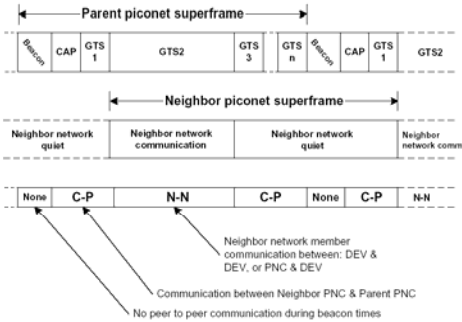 Parent piconet superframe
Beacon CAP GTS 1 GTS2 GTS 3 GTS n Beacon CAP GTS 1 GTS2
Neighbor piconet superframe
Neighbor network quiet Neighbor network communication Neighbor network quiet Neighbor network comm
None C-P N-N C-P None C-P N-N
Neighbor network member
communication between: DEV &
DEV, or PNC & DEV
Communication between Neighbor PNC & Parent PNC
No peer to peer communication during beacon times